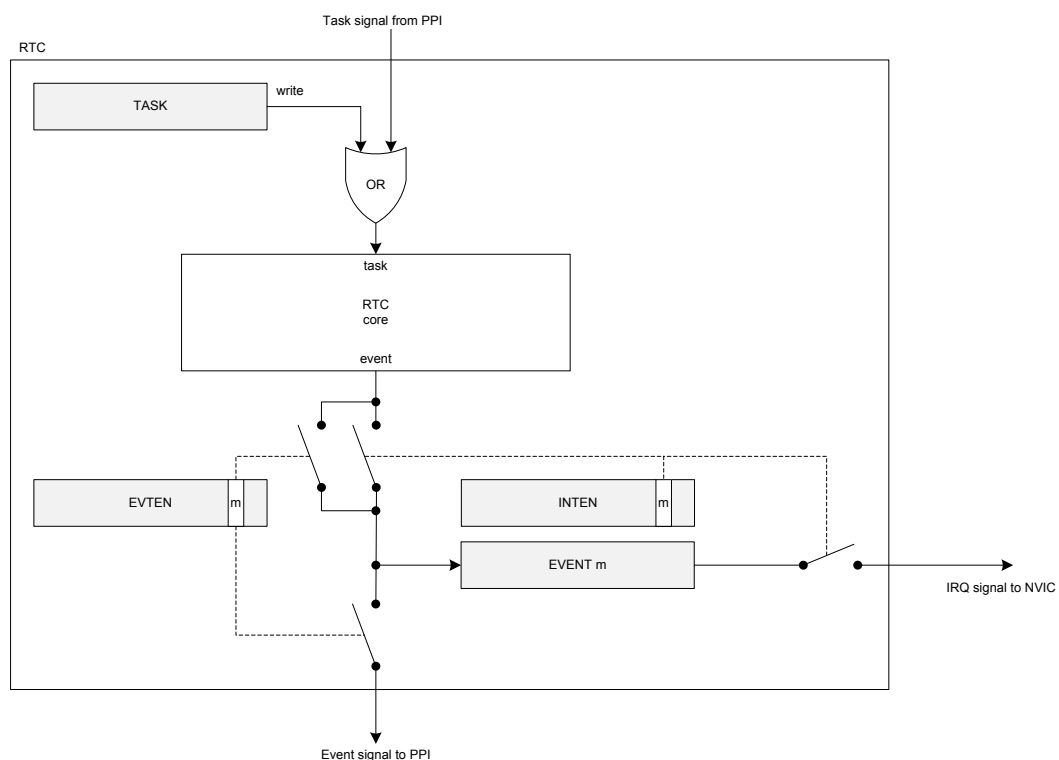 Task signal from PPI
RTC
TASK
write
OR
task
RTC
core
event
EVTEN
m
INTEN
m
EVENT m
IRQ signal to NVIC
Event signal to PPI